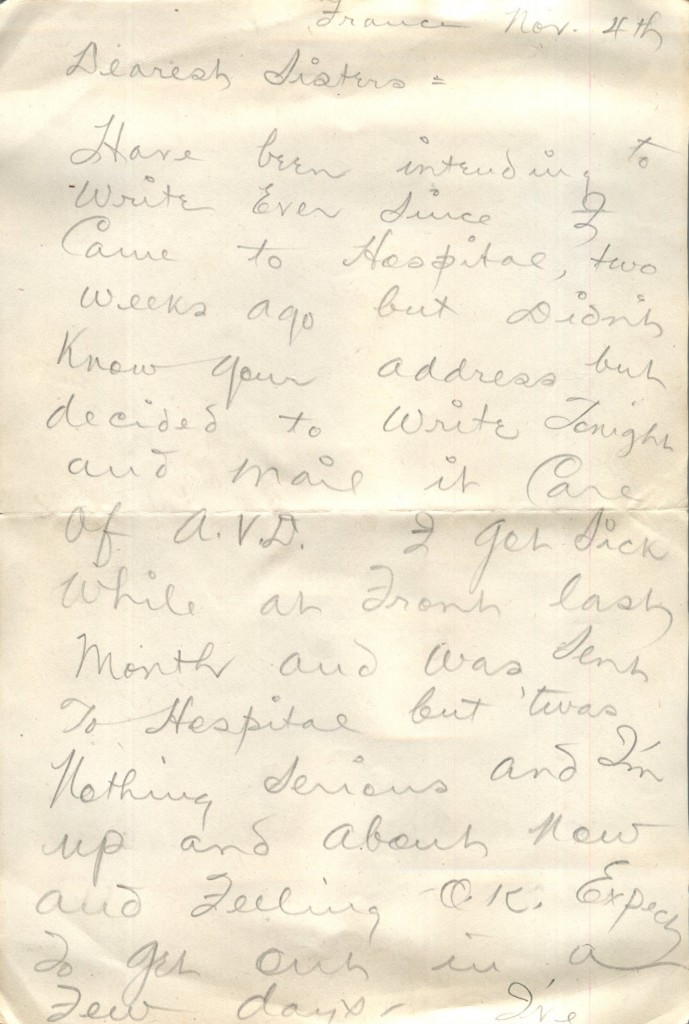 France Nov. 4th
Dearest Sisters =
Have been intending to
Write Ever Since I
Came to Hospital, two
weeks ago but Didn't
Know your address but
decided to Write Tonight
and mail it Care
Of A.V.D. I got Sick
While at Front last
Month and was Sent
To Hospital but 'twas
Nothing Serious and I'm
up and About Now
and Feeling O.K. Expect
To get out in a
Few days - I've